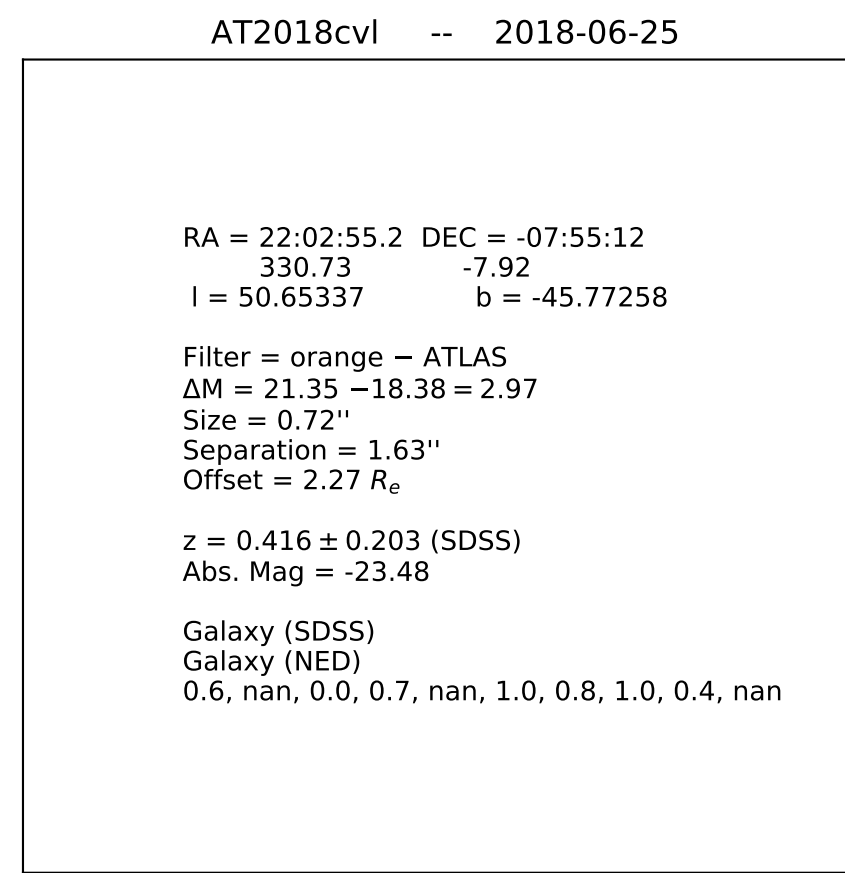 AT2018cvl -- 2018-06-25
RA = 22:02:55.2 DEC = -07:55:12
330.73 -7.92
l = 50.65337 b = -45.77258
Filter = orange − ATLAS
ΔM = 21.35 −18.38 = 2.97
Size = 0.72''
Separation = 1.63''
Offset = 2.27 Rₑ
z = 0.416 ± 0.203 (SDSS)
Abs. Mag = -23.48
Galaxy (SDSS)
Galaxy (NED)
0.6, nan, 0.0, 0.7, nan, 1.0, 0.8, 1.0, 0.4, nan